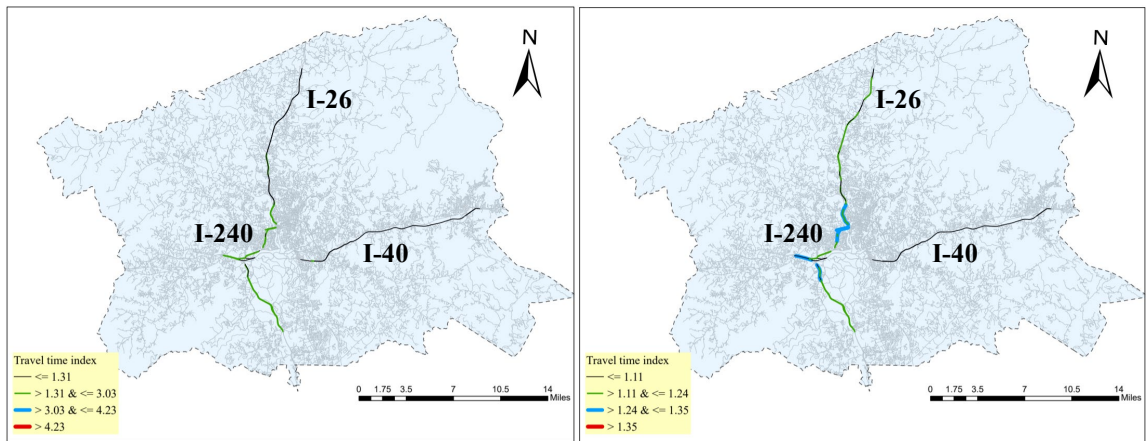 N
I-26
I-240
I-40
Travel time index
<= 1.31
> 1.31 & <= 3.03
> 3.03 & <= 4.23
> 4.23
0 1.75 3.5 7 10.5 14
Miles
N
I-26
I-240
I-40
Travel time index
<= 1.11
> 1.11 & <= 1.24
> 1.24 & <= 1.35
> 1.35
0 1.75 3.5 7 10.5 14
Miles